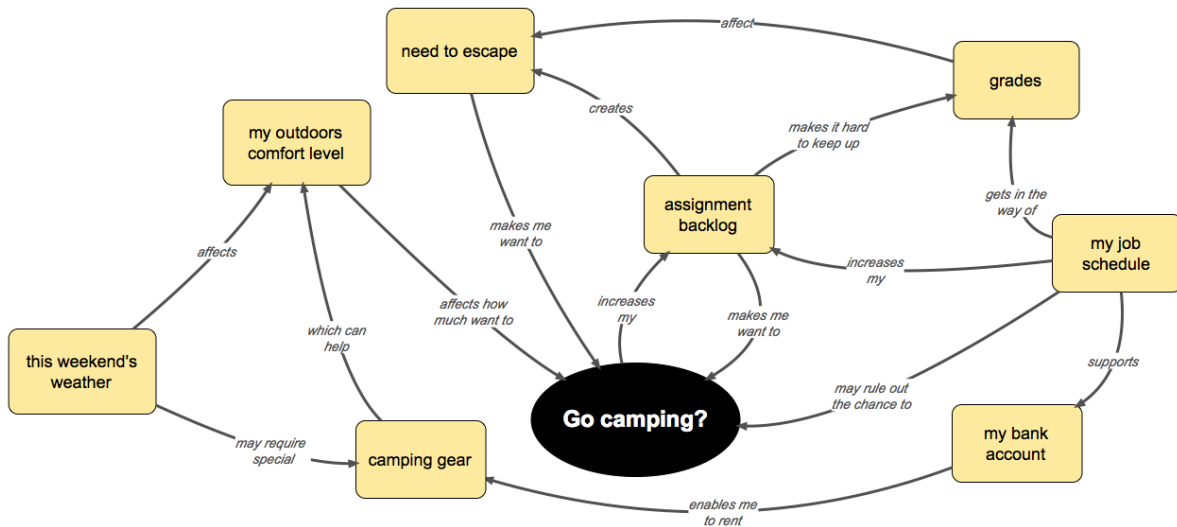 affect
need to escape
grades
creates
makes it hard
to keep up
my outdoors
comfort level
assignment
backlog
gets in the
way of
makes me
want to
my job
schedule
affects
increases
my
affects how
much want to
increases
my
makes me
want to
which can
help
this weekend's
weather
supports
may rule out
the chance to
Go camping?
my bank
account
may require
special
camping gear
enables me
to rent